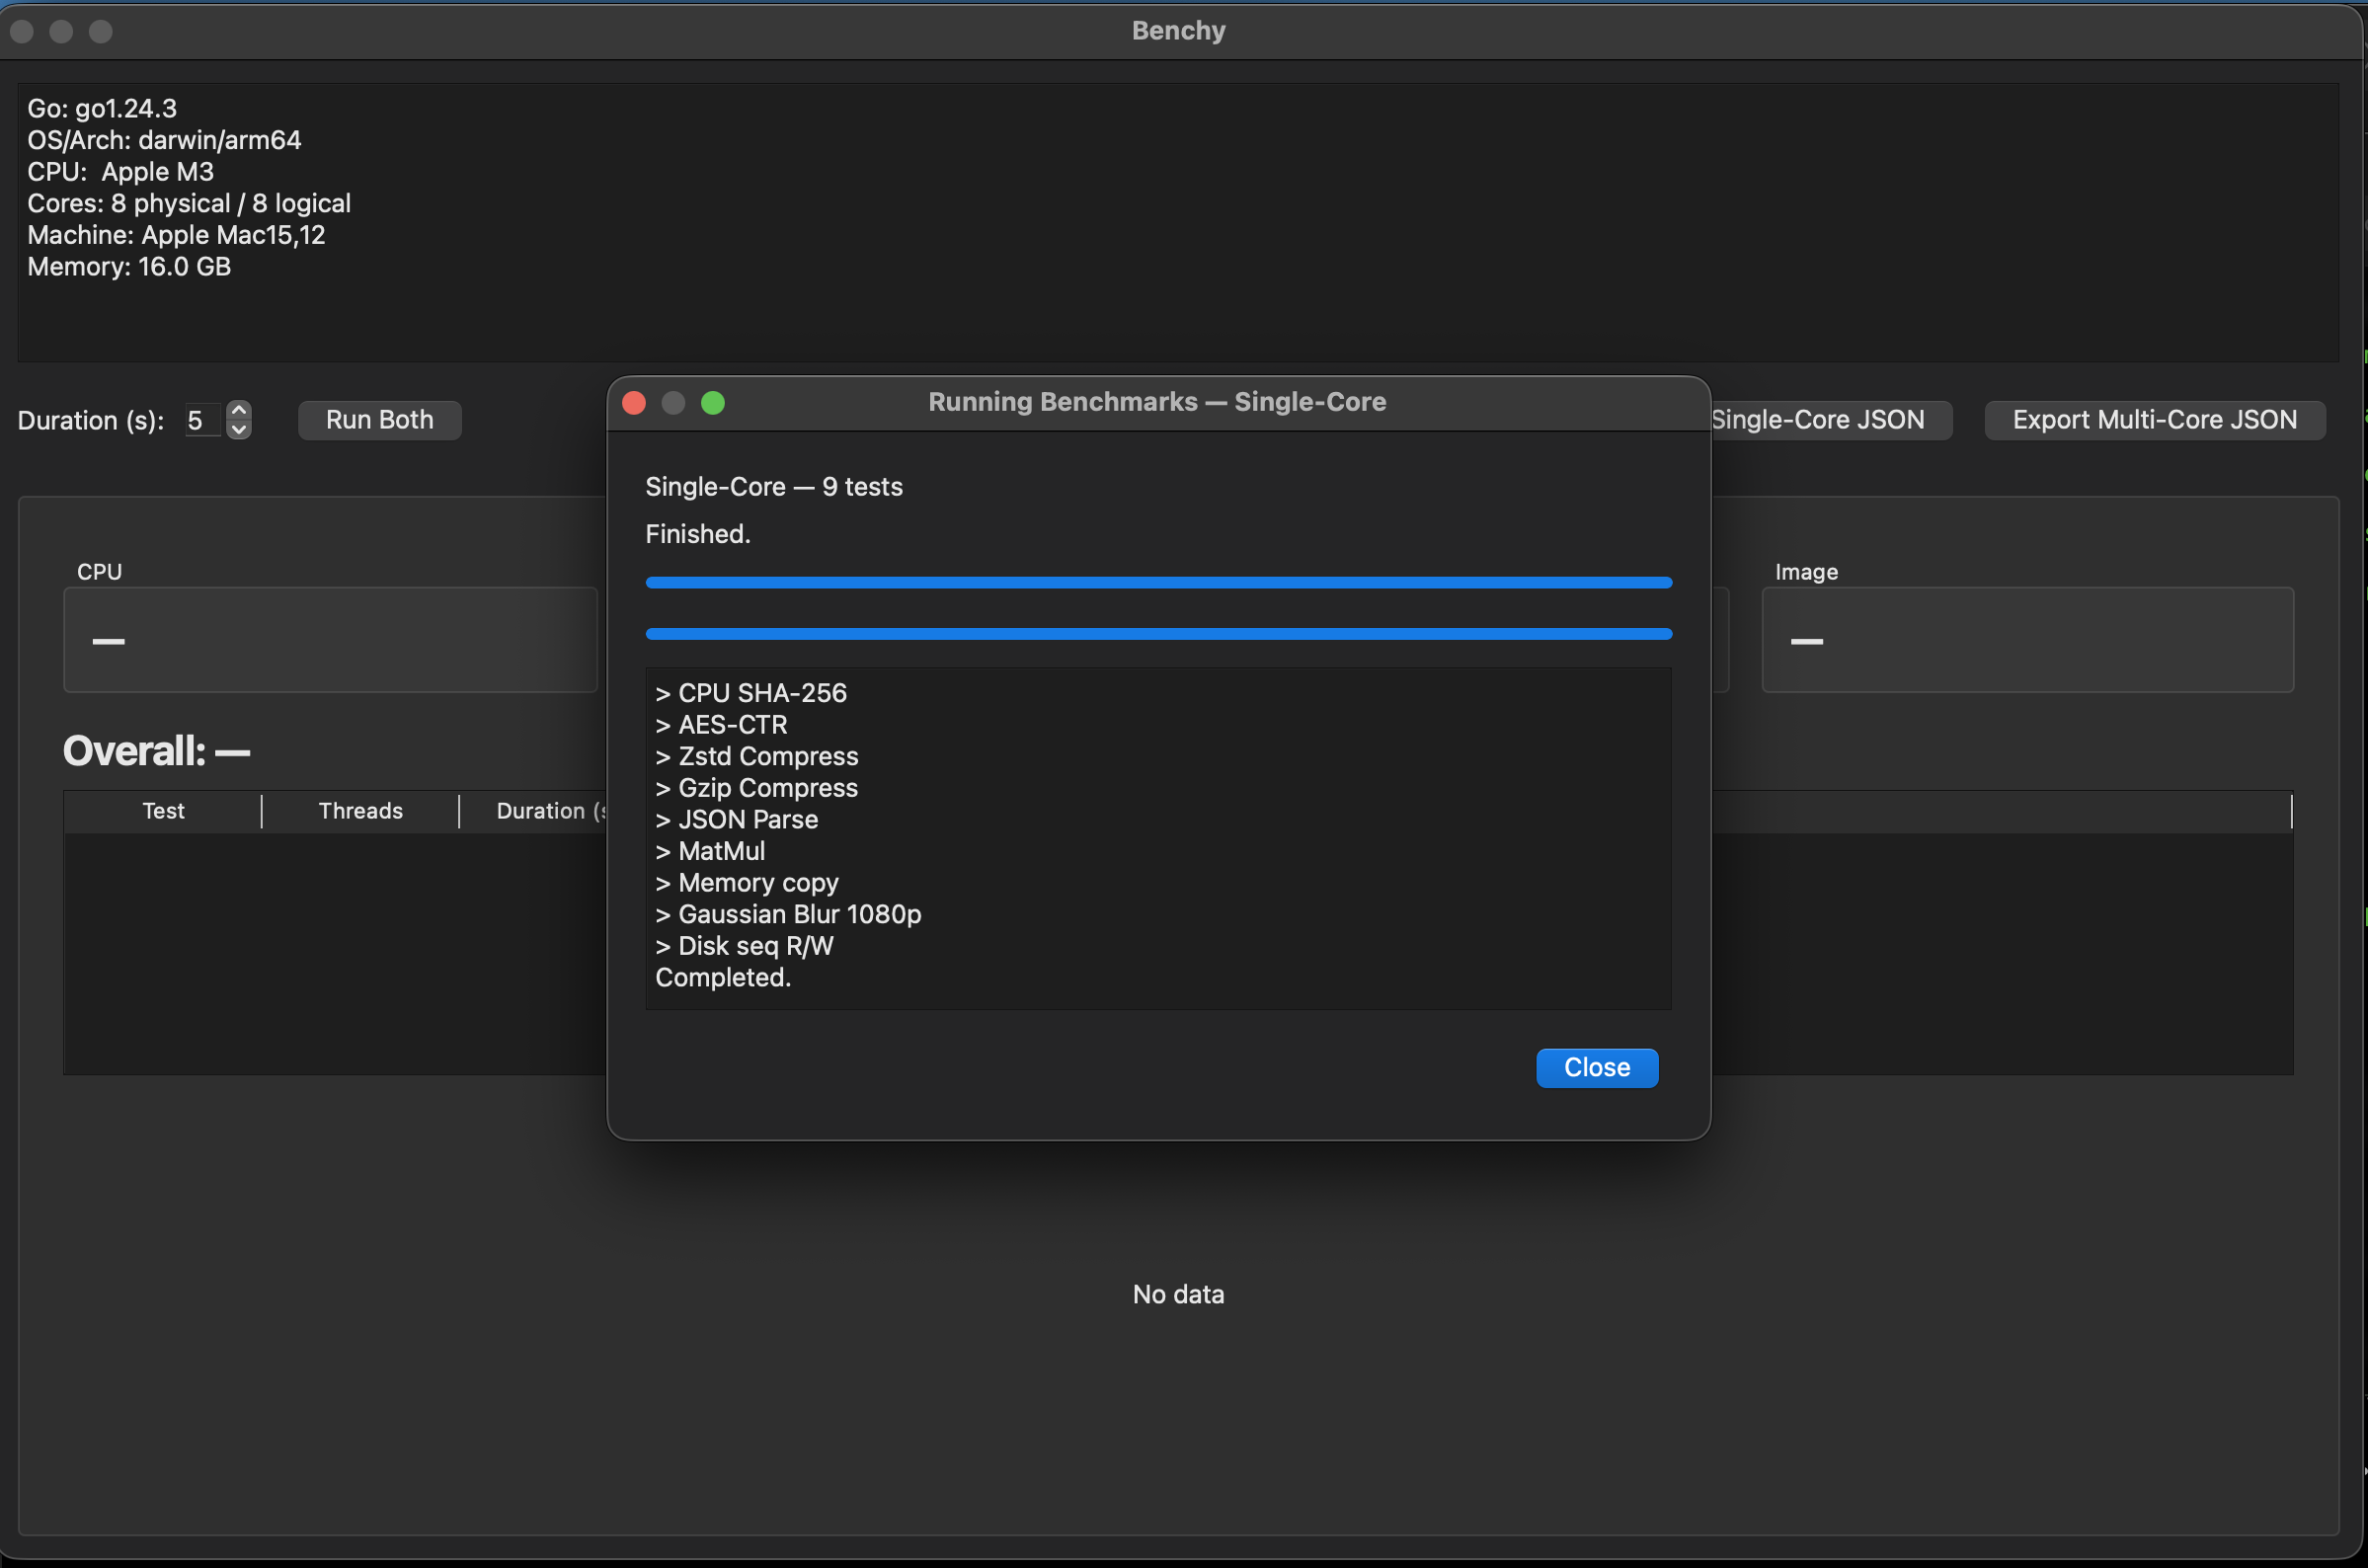 Benchy
Go: go1.24.3
OS/Arch: darwin/arm64
CPU:  Apple M3
Cores: 8 physical / 8 logical
Machine: Apple Mac15,12
Memory: 16.0 GB
Duration (s): 5 Run Both Single-Core JSON Export Multi-Core JSON
Running Benchmarks — Single-Core
Single-Core — 9 tests
Finished.
CPU Image
— —
Overall: —
Test Threads Duration
> CPU SHA-256
> AES-CTR
> Zstd Compress
> Gzip Compress
> JSON Parse
> MatMul
> Memory copy
> Gaussian Blur 1080p
> Disk seq R/W
Completed.
Close
No data